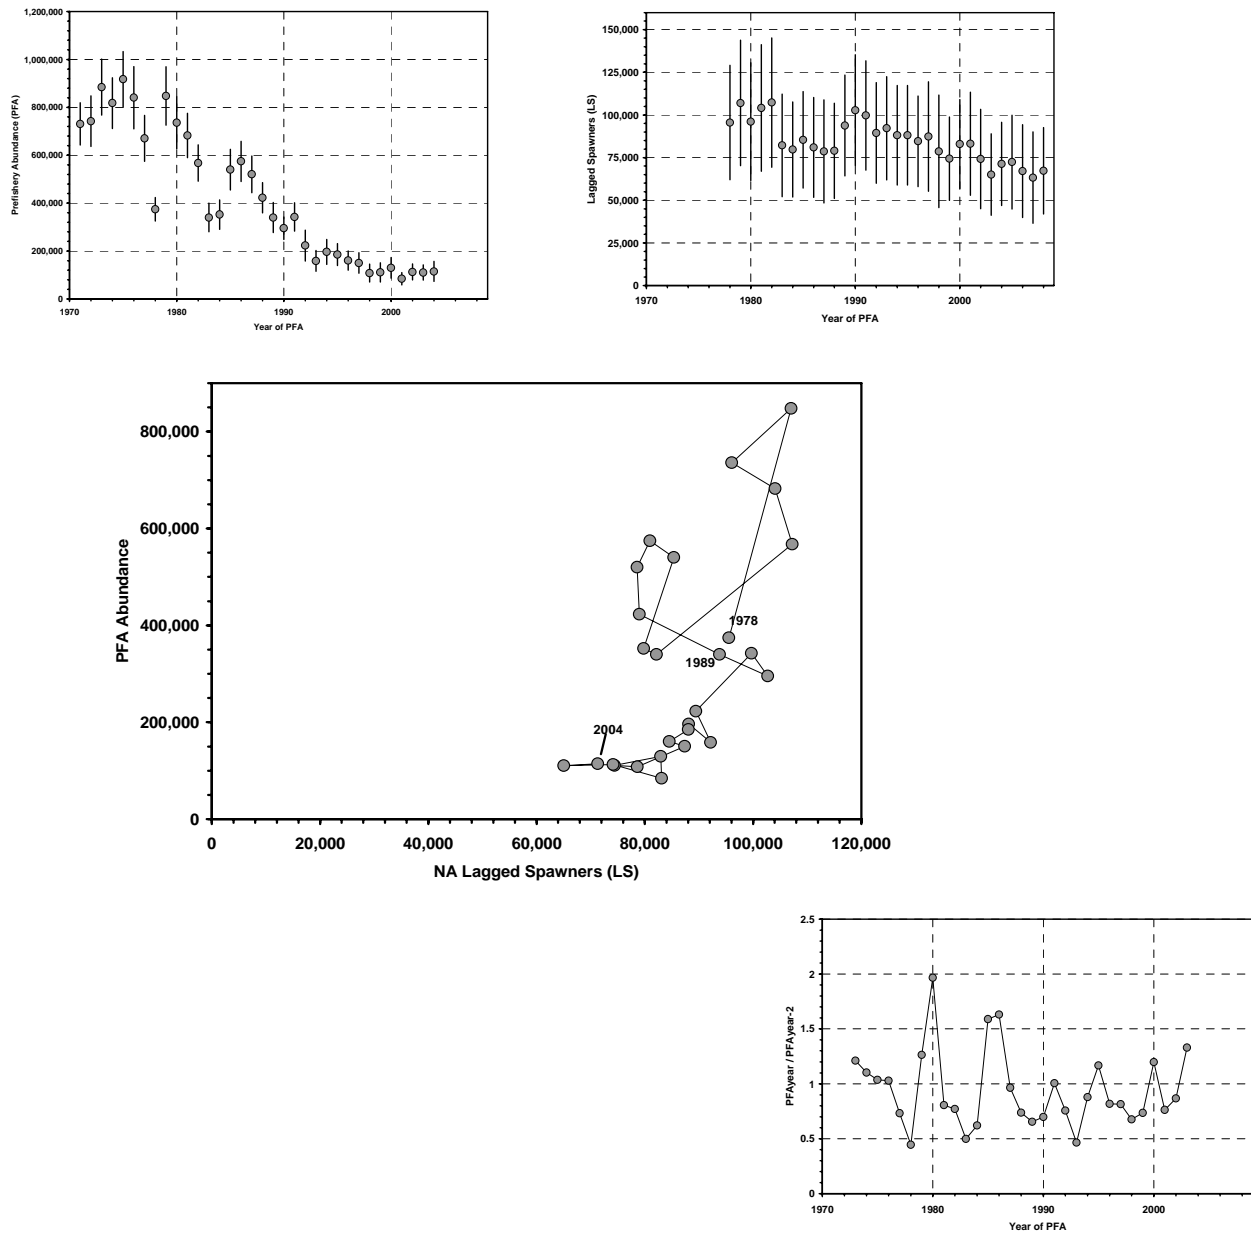 1,200,000
1,000,000
800,000
600,000
400,000
200,000
0
Prefishery Abundance (PFA)
1970 1980 1990 2000
Year of PFA
150,000
125,000
100,000
75,000
50,000
25,000
0
Lagged Spawners (LS)
1970 1980 1990 2000
Year of PFA
800,000
600,000
400,000
200,000
0
PFA Abundance
1978
1989
2004
0 20,000 40,000 60,000 80,000 100,000 120,000
NA Lagged Spawners (LS)
2.5
2
1.5
1
0.5
0
PFAyear / PFAyear-2
1970 1980 1990 2000
Year of PFA